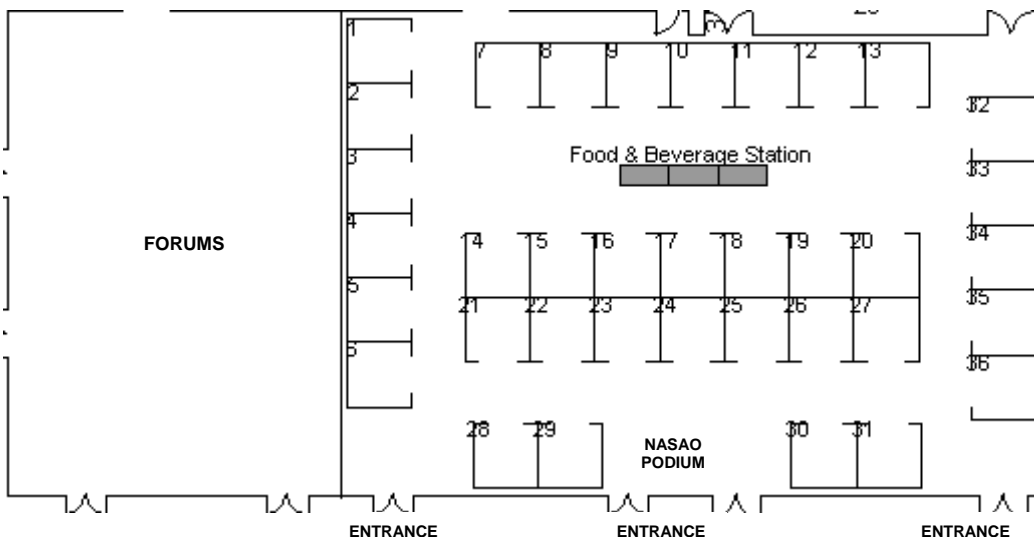 1
7 8 9 10 11 12 13
2
32
3
Food & Beverage Station
33
4
FORUMS
14 15 16 17 18 19 20
34
5
21 22 23 24 25 26 27
35
6
36
28 29
NASAO
PODIUM
30 31
ENTRANCE ENTRANCE ENTRANCE